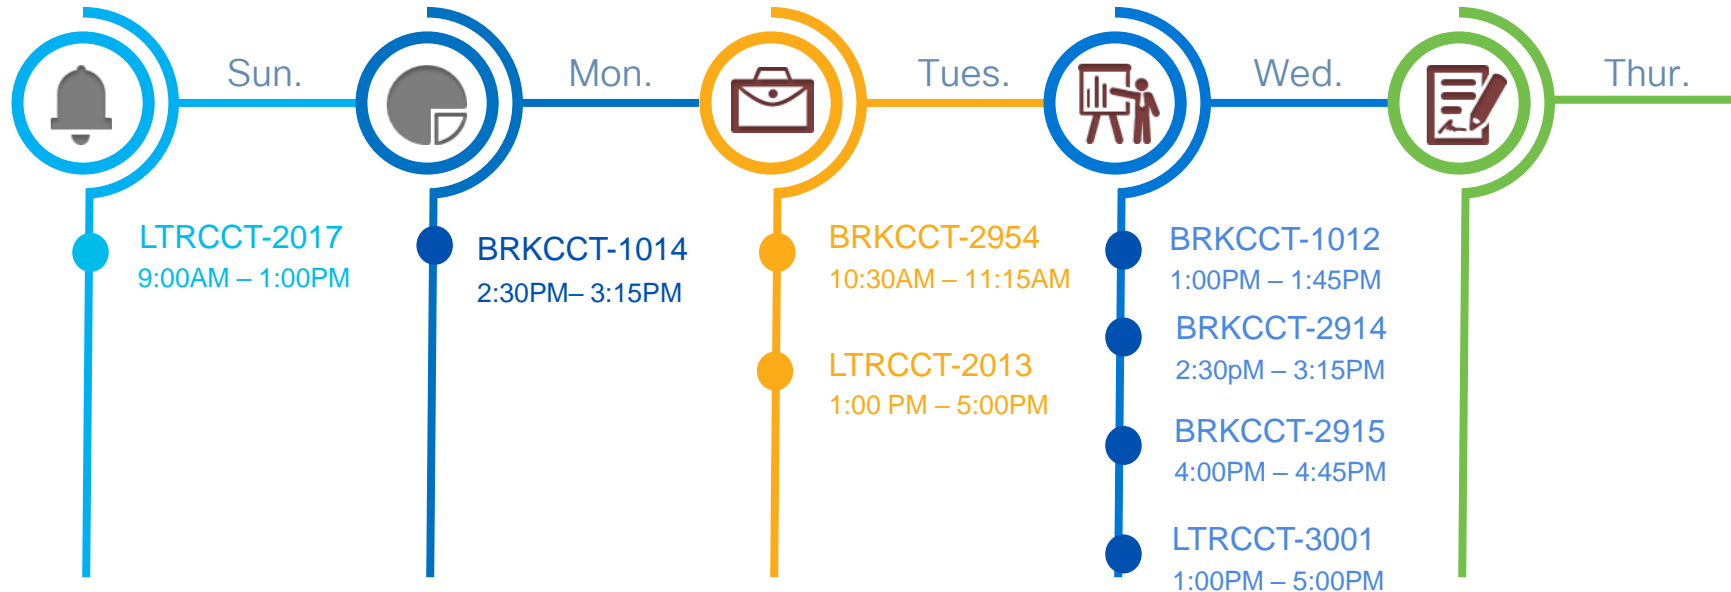 Sun.
Mon.
Tues.
Wed.
Thur.
LTRCCT-2017
9:00AM – 1:00PM
BRKCCT-1014
2:30PM– 3:15PM
BRKCCT-2954
10:30AM – 11:15AM
LTRCCT-2013
1:00 PM – 5:00PM
BRKCCT-1012
1:00PM – 1:45PM
BRKCCT-2914
2:30pM – 3:15PM
BRKCCT-2915
4:00PM – 4:45PM
LTRCCT-3001
1:00PM – 5:00PM